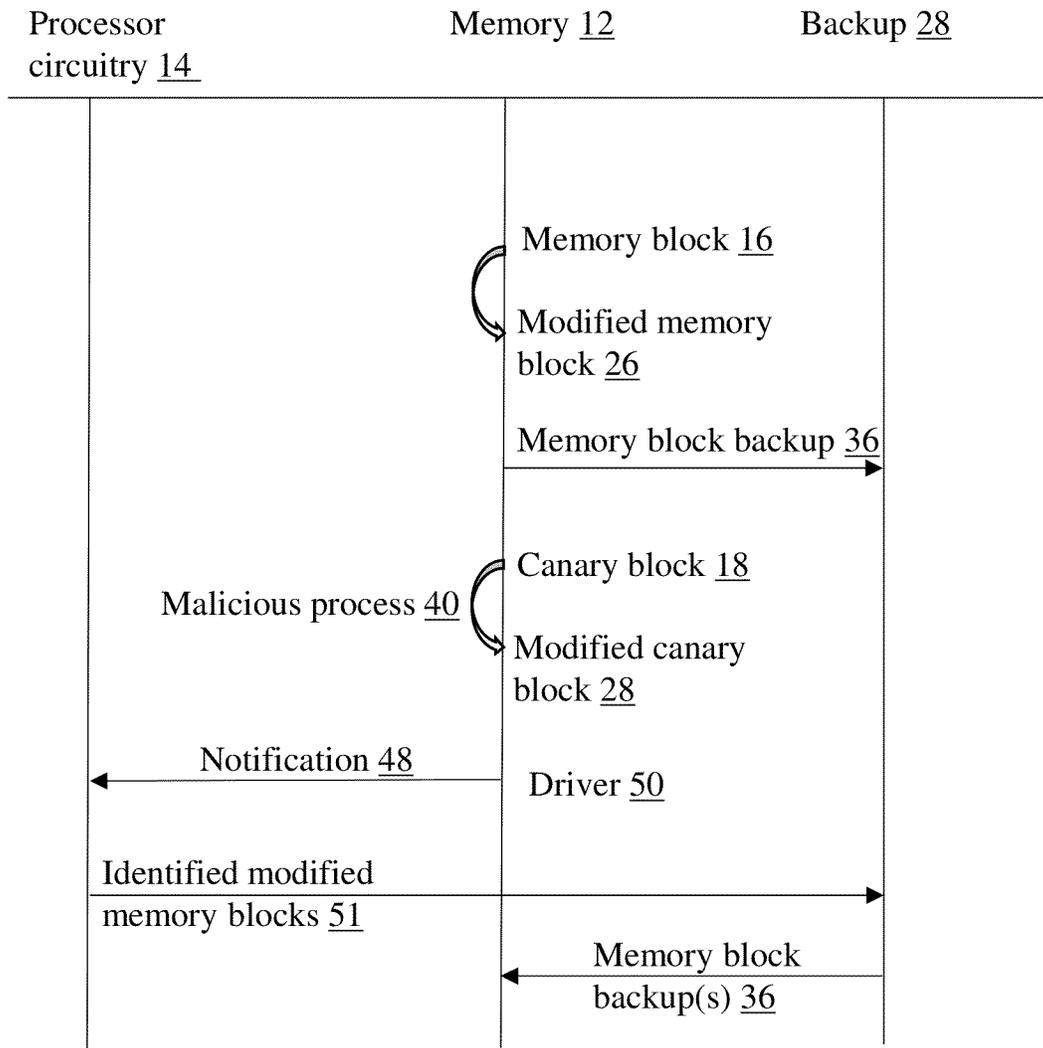 Processor
circuitry 14
Memory 12
Backup 28
Memory block 16
Modified memory
block 26
Memory block backup 36
Canary block 18
Malicious process 40
Modified canary
block 28
Notification 48
Driver 50
Identified modified
memory blocks 51
Memory block
backup(s) 36